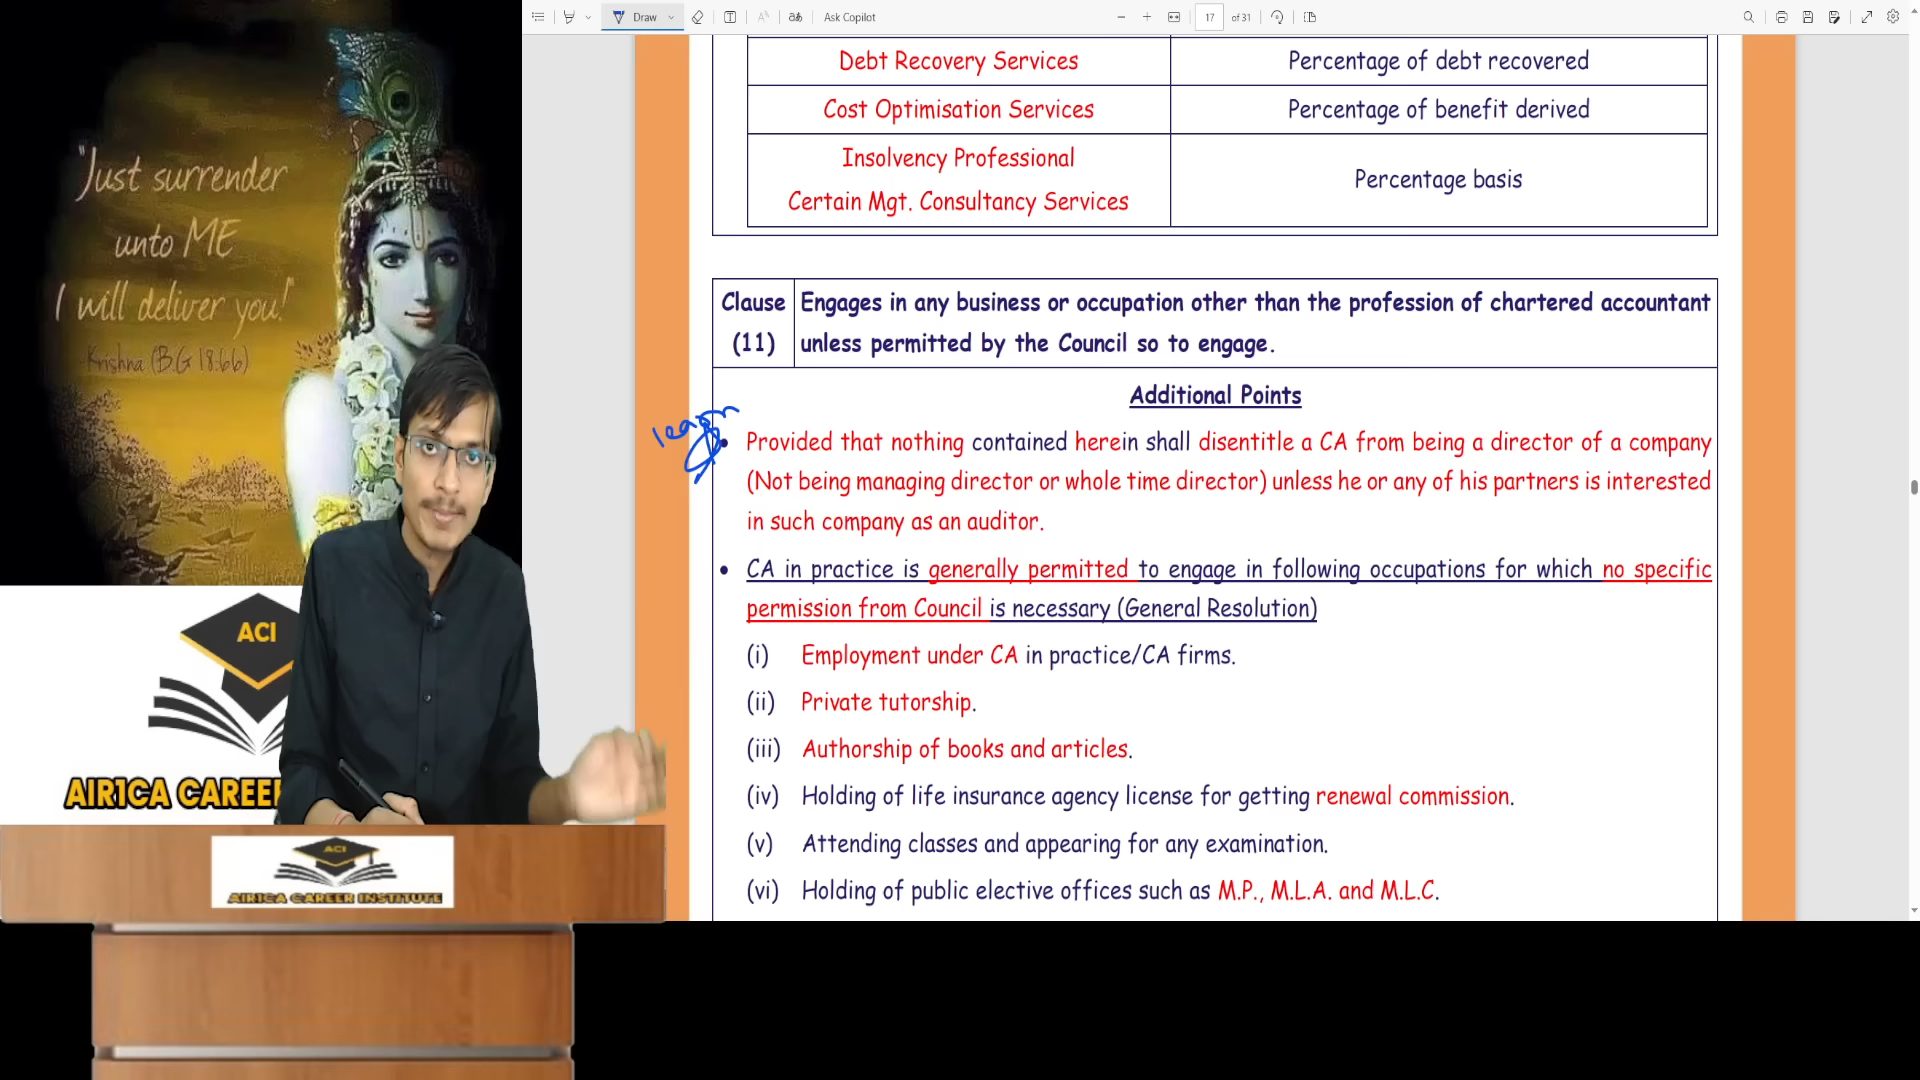 "Just surrender
unto ME
I will deliver you!"
-Krishna (B.G 18:66)
ACI
AIR1CA CAREE
ACI
AIR1CA CAREER INSTITUTE
Draw
Ask Copilot
17
of 31
Debt Recovery Services
Percentage of debt recovered
Cost Optimisation Services
Percentage of benefit derived
Insolvency Professional
Certain Mgt. Consultancy Services
Percentage basis
Clause
(11)
Engages in any business or occupation other than the profession of chartered accountant
unless permitted by the Council so to engage.
Additional Points
learn
• Provided that nothing contained herein shall disentitle a CA from being a director of a company
(Not being managing director or whole time director) unless he or any of his partners is interested
in such company as an auditor.
• CA in practice is generally permitted to engage in following occupations for which no specific
permission from Council is necessary (General Resolution)
(i) Employment under CA in practice/CA firms.
(ii) Private tutorship.
(iii) Authorship of books and articles.
(iv) Holding of life insurance agency license for getting renewal commission.
(v) Attending classes and appearing for any examination.
(vi) Holding of public elective offices such as M.P., M.L.A. and M.L.C.